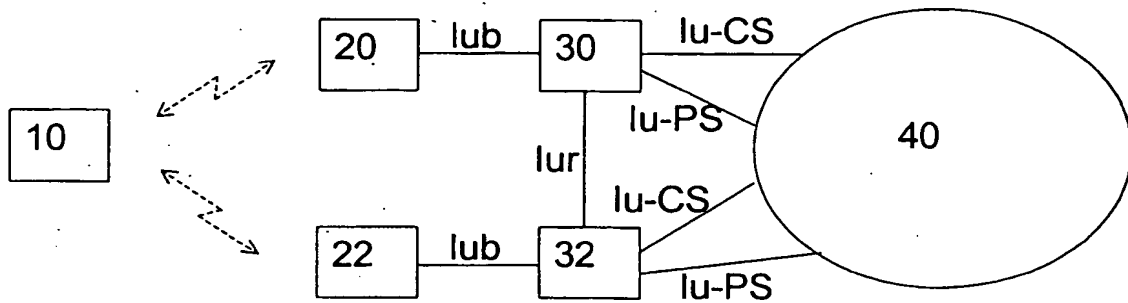 20 Iub 30 Iu-CS
Iu-PS
10 40
Iur
Iu-CS
22 Iub 32
Iu-PS